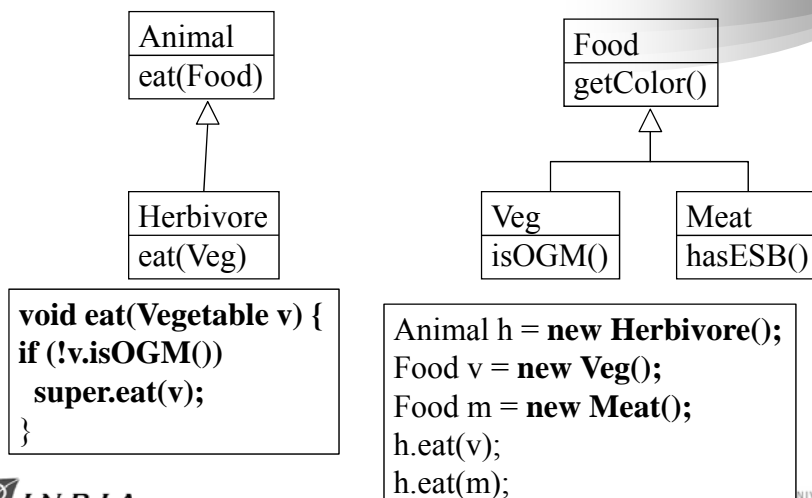 Animal
eat(Food)
Herbivore
eat(Veg)
void eat(Vegetable v) {
if (!v.isOGM())
super.eat(v);
}
Food
getColor()
Veg
isOGM()
Meat
hasESB()
Animal h = new Herbivore();
Food v = new Veg();
Food m = new Meat();
h.eat(v);
h.eat(m);